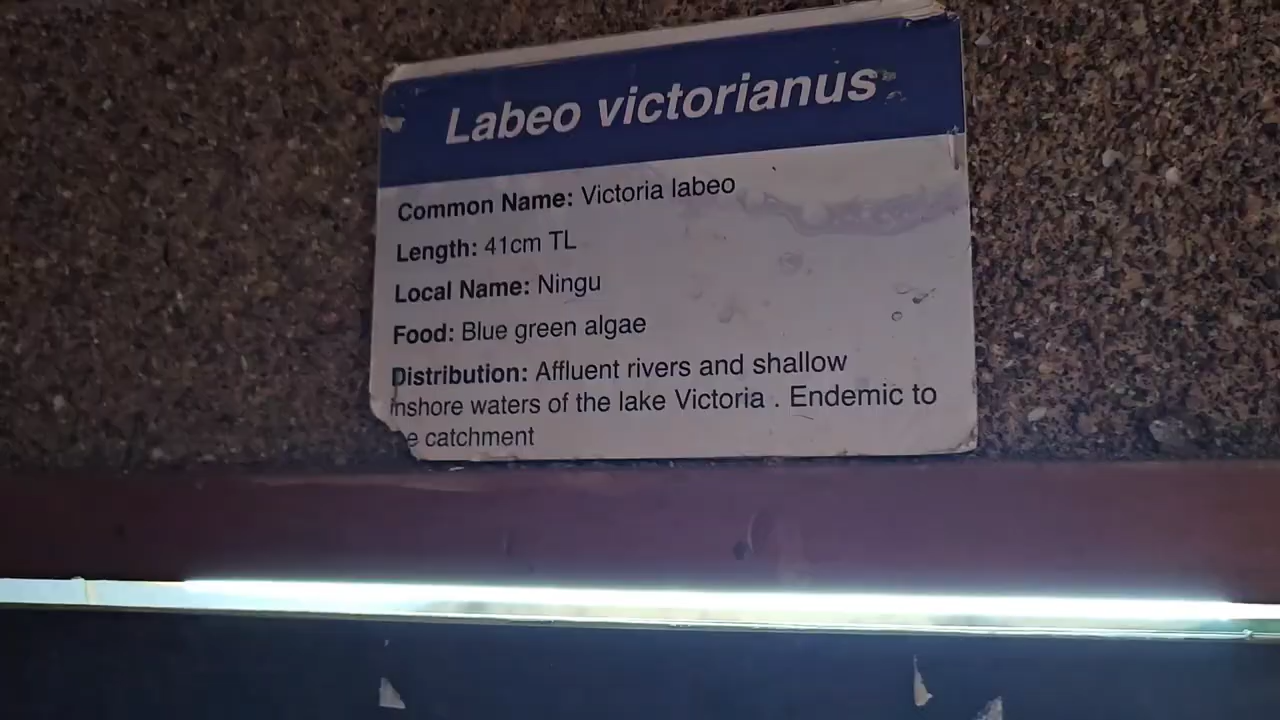 Labeo victorianus
Common Name: Victoria labeo
Length: 41cm TL
Local Name: Ningu
Food: Blue green algae
Distribution: Affluent rivers and shallow
inshore waters of the lake Victoria . Endemic to
e catchment